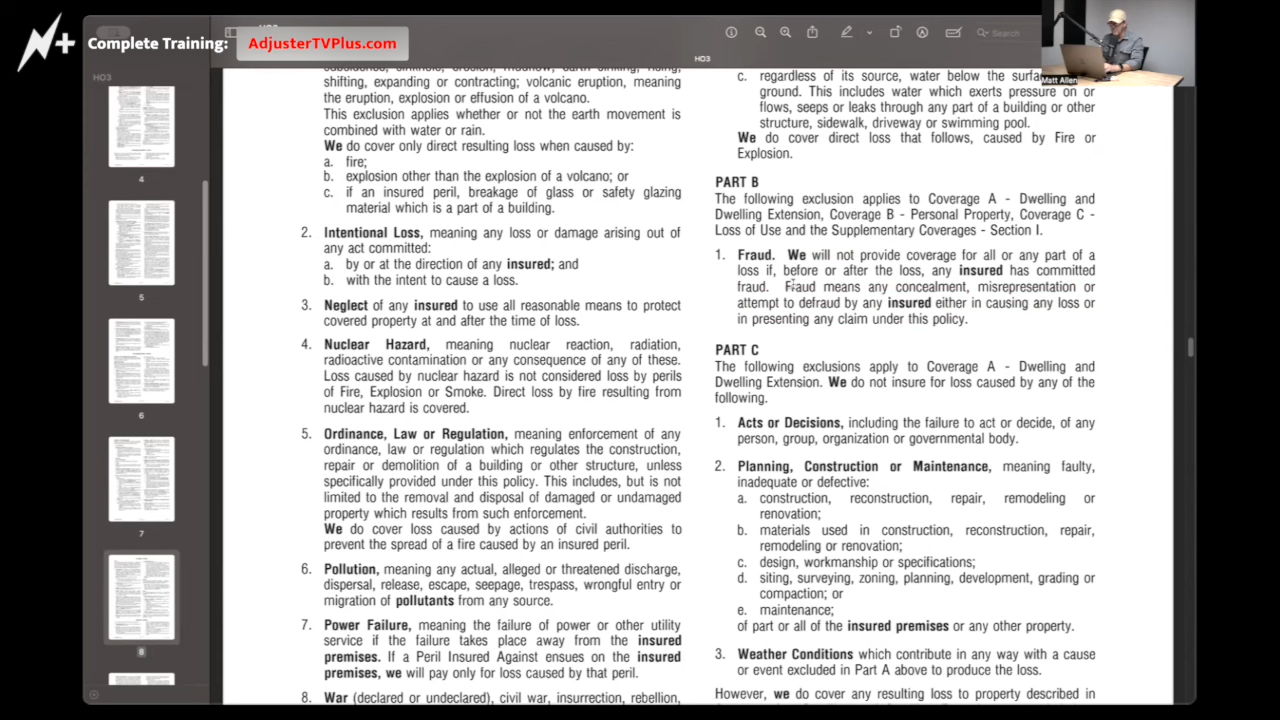 N+ Complete Training: AdjusterTVPlus.com
HO3
HO3
Search
Matt Allen
HO3
4
5
6
7
8
shifting, expanding or contracting; volcanic eruption, meaning
the eruption, explosion or effusion of a volcano.
This exclusion applies whether or not the earth movement is
combined with water or rain.
We do cover only direct resulting loss when caused by:
a. fire;
b. explosion other than the explosion of a volcano; or
c. if an insured peril, breakage of glass or safety glazing
material which is a part of a building.
2. Intentional Loss, meaning any loss or damage arising out of
any act committed:
a. by or at the direction of any insured; and
b. with the intent to cause a loss.
3. Neglect of any insured to use all reasonable means to protect
covered property at and after the time of loss.
4. Nuclear Hazard, meaning nuclear reaction, radiation,
radioactive contamination or any consequence of any of these.
Loss caused by nuclear hazard is not considered loss by perils
of Fire, Explosion or Smoke. Direct loss by fire resulting from
nuclear hazard is covered.
5. Ordinance, Law or Regulation, meaning enforcement of any
ordinance, law or regulation which regulates the construction,
repair or demolition of a building or other structure, unless
specifically provided under this policy. This includes, but is not
limited to the removal and disposal of damaged or undamaged
property which results from such enforcement.
We do cover loss caused by actions of civil authorities to
prevent the spread of a fire caused by an insured peril.
6. Pollution, meaning any actual, alleged or threatened discharge,
dispersal, release, escape, seepage, trespass, wrongful entry or
migration of pollutants from any source.
7. Power Failure, meaning the failure of power or other utility
service if the failure takes place away from the insured
premises. If a Peril Insured Against ensues on the insured
premises, we will pay only for loss caused by that peril.
8. War (declared or undeclared), civil war, insurrection, rebellion,
c. regardless of its source, water below the surfa
ground. This includes water which exerts pressure on or
flows, seeps or leaks through any part of a building or other
structure, sidewalk, driveway or swimming pool.
We do cover direct loss that follows, caused by Fire or
Explosion.
PART B
The following exclusion applies to Coverage A - Dwelling and
Dwelling Extension, Coverage B - Personal Property, Coverage C -
Loss of Use and the Supplementary Coverages - Section I.
1. Fraud. We do not provide coverage for all or any part of a
loss if, before or after the loss, any insured has committed
fraud. Fraud means any concealment, misrepresentation or
attempt to defraud by any insured either in causing any loss or
in presenting any claim under this policy.
PART C
The following exclusions apply to Coverage A - Dwelling and
Dwelling Extension. We do not insure for loss caused by any of the
following.
1. Acts or Decisions, including the failure to act or decide, of any
person, group, organization or governmental body.
2. Planning, Construction or Maintenance, meaning faulty,
inadequate or defective:
a. construction, reconstruction, repair, remodeling or
renovation;
b. materials used in construction, reconstruction, repair,
remodeling or renovation;
c. design, workmanship or specifications;
d. siting, surveying, zoning, planning, development, grading or
compaction; or
e. maintenance;
of part or all of the insured premises or any other property.
3. Weather Conditions which contribute in any way with a cause
or event excluded in Part A above to produce the loss.
However, we do cover any resulting loss to property described in